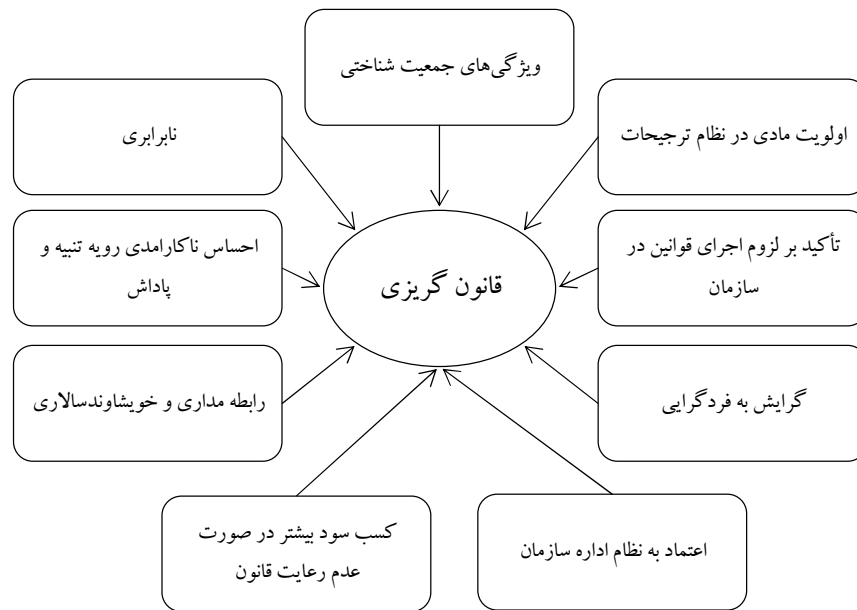 ویژگی‌های جمعیت شناختی
اولویت مادی در نظام ترجیحات
نابرابری
تأکید بر لزوم اجرای قوانین در
سازمان
احساس ناکارامدی رویه تنبیه و
پاداش
قانون گریزی
گرایش به فردگرایی
رابطه مداری و خویشاوندسالاری
اعتماد به نظام اداره سازمان
کسب سود بیشتر در صورت
عدم رعایت قانون